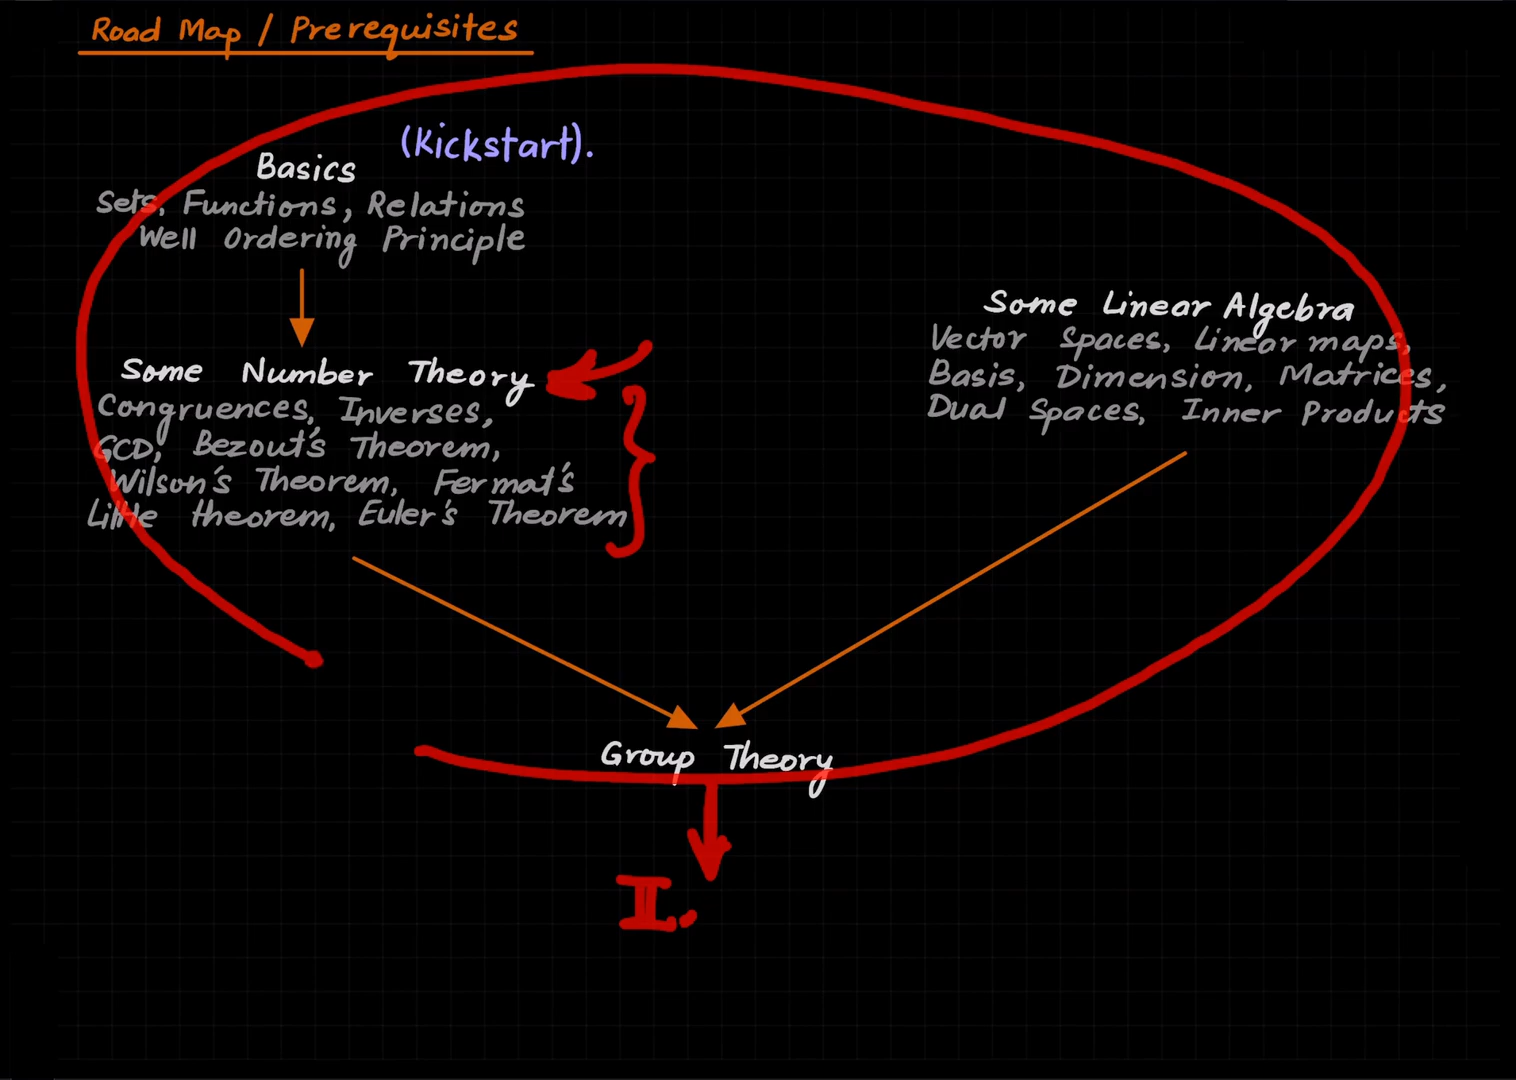 Road Map / Prerequisites
(Kickstart).
Basics
Sets, Functions, Relations
Well Ordering Principle
Some Linear Algebra
Vector Spaces, Linear maps,
Basis, Dimension, Matrices,
Dual Spaces, Inner Products
Some Number Theory
Congruences, Inverses,
GCD, Bezout's Theorem,
Wilson's Theorem, Fermat's
Little theorem, Euler's Theorem
Group Theory
II.